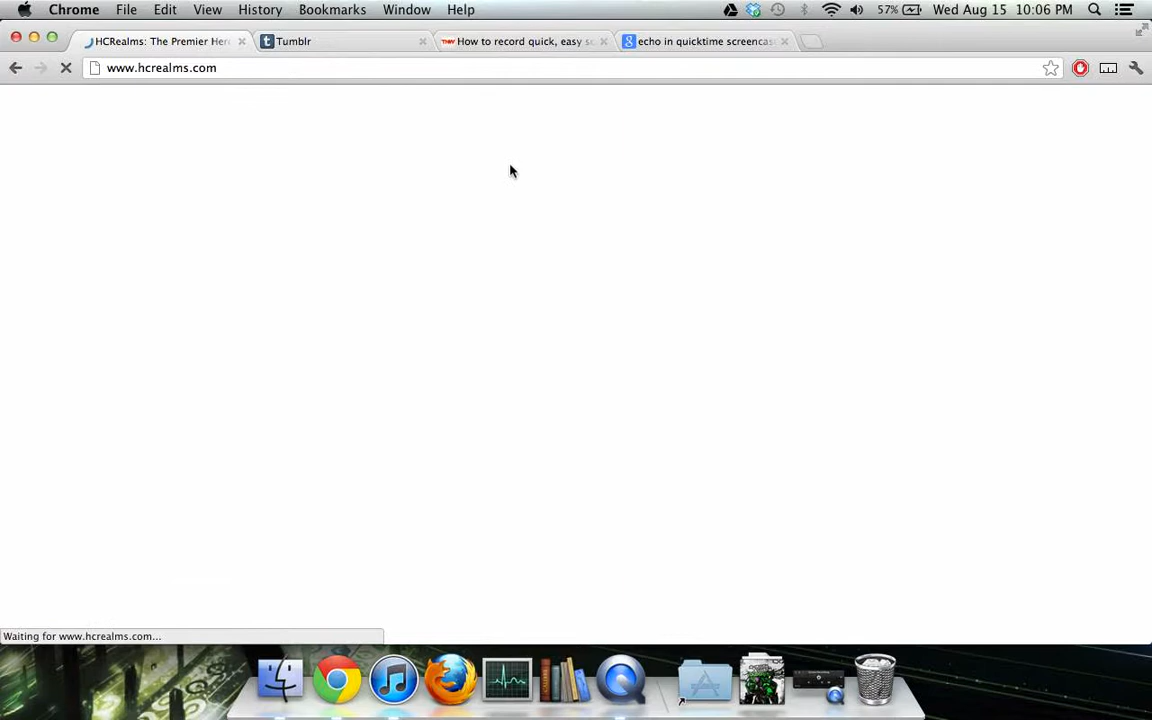 Chrome File Edit View History Bookmarks Window Help 57% Wed Aug 15 10:06 PM
HCRealms: The Premier Her Tumblr How to record quick, easy sc echo in quicktime screencas
www.hcrealms.com
Waiting for www.hcrealms.com...